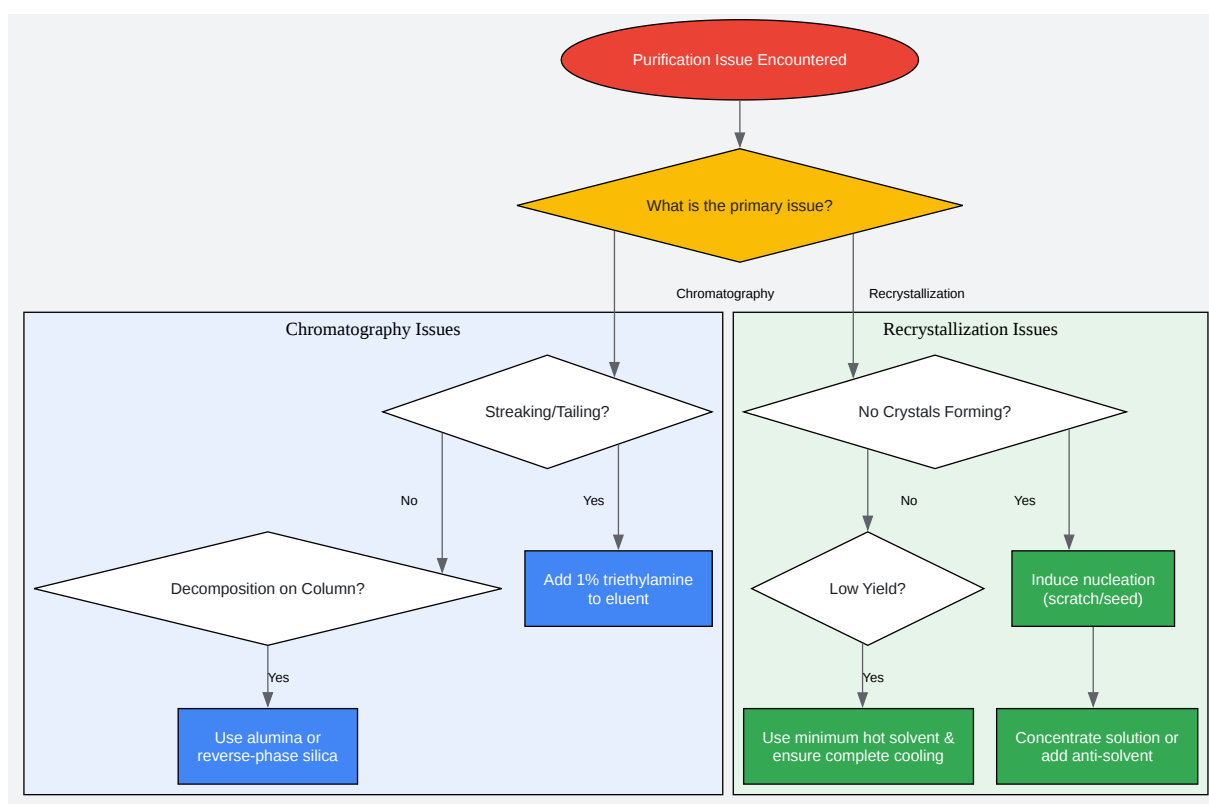 Purification Issue Encountered
What is the primary issue?
Chromatography
Recrystallization
Chromatography Issues
Recrystallization Issues
Streaking/Tailing?
No Crystals Forming?
No
Yes
No
Yes
Decomposition on Column?
Add 1% triethylamine
to eluent
Low Yield?
Induce nucleation
(scratch/seed)
Yes
Yes
Use alumina or
reverse-phase silica
Use minimum hot solvent &
ensure complete cooling
Concentrate solution or
add anti-solvent